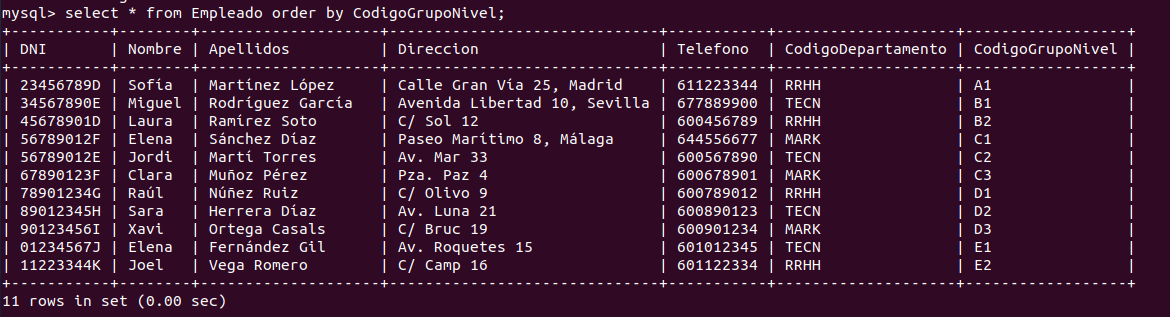 mysql> select * from Empleado order by CodigoGrupoNivel;
+-----------+--------+------------------+----------------------------+-----------+--------------------+------------------+
| DNI       | Nombre | Apellidos        | Direccion                  | Telefono  | CodigoDepartamento | CodigoGrupoNivel |
+-----------+--------+------------------+----------------------------+-----------+--------------------+------------------+
| 23456789D | Sofía  | Martínez López   | Calle Gran Vía 25, Madrid  | 611223344 | RRHH               | A1               |
| 34567890E | Miguel | Rodríguez García | Avenida Libertad 10, Sevilla | 677889900 | TECN               | B1               |
| 45678901D | Laura  | Ramírez Soto     | C/ Sol 12                  | 600456789 | RRHH               | B2               |
| 56789012F | Elena  | Sánchez Díaz     | Paseo Marítimo 8, Málaga   | 644556677 | MARK               | C1               |
| 56789012E | Jordi  | Martí Torres     | Av. Mar 33                 | 600567890 | TECN               | C2               |
| 67890123F | Clara  | Muñoz Pérez      | Pza. Paz 4                 | 600678901 | MARK               | C3               |
| 78901234G | Raúl   | Núñez Ruiz       | C/ Olivo 9                 | 600789012 | RRHH               | D1               |
| 89012345H | Sara   | Herrera Díaz     | Av. Luna 21                | 600890123 | TECN               | D2               |
| 90123456I | Xavi   | Ortega Casals    | C/ Bruc 19                 | 600901234 | MARK               | D3               |
| 01234567J | Elena  | Fernández Gil    | Av. Roquetes 15            | 601012345 | TECN               | E1               |
| 11223344K | Joel   | Vega Romero      | C/ Camp 16                 | 601122334 | RRHH               | E2               |
+-----------+--------+------------------+----------------------------+-----------+--------------------+------------------+
11 rows in set (0.00 sec)